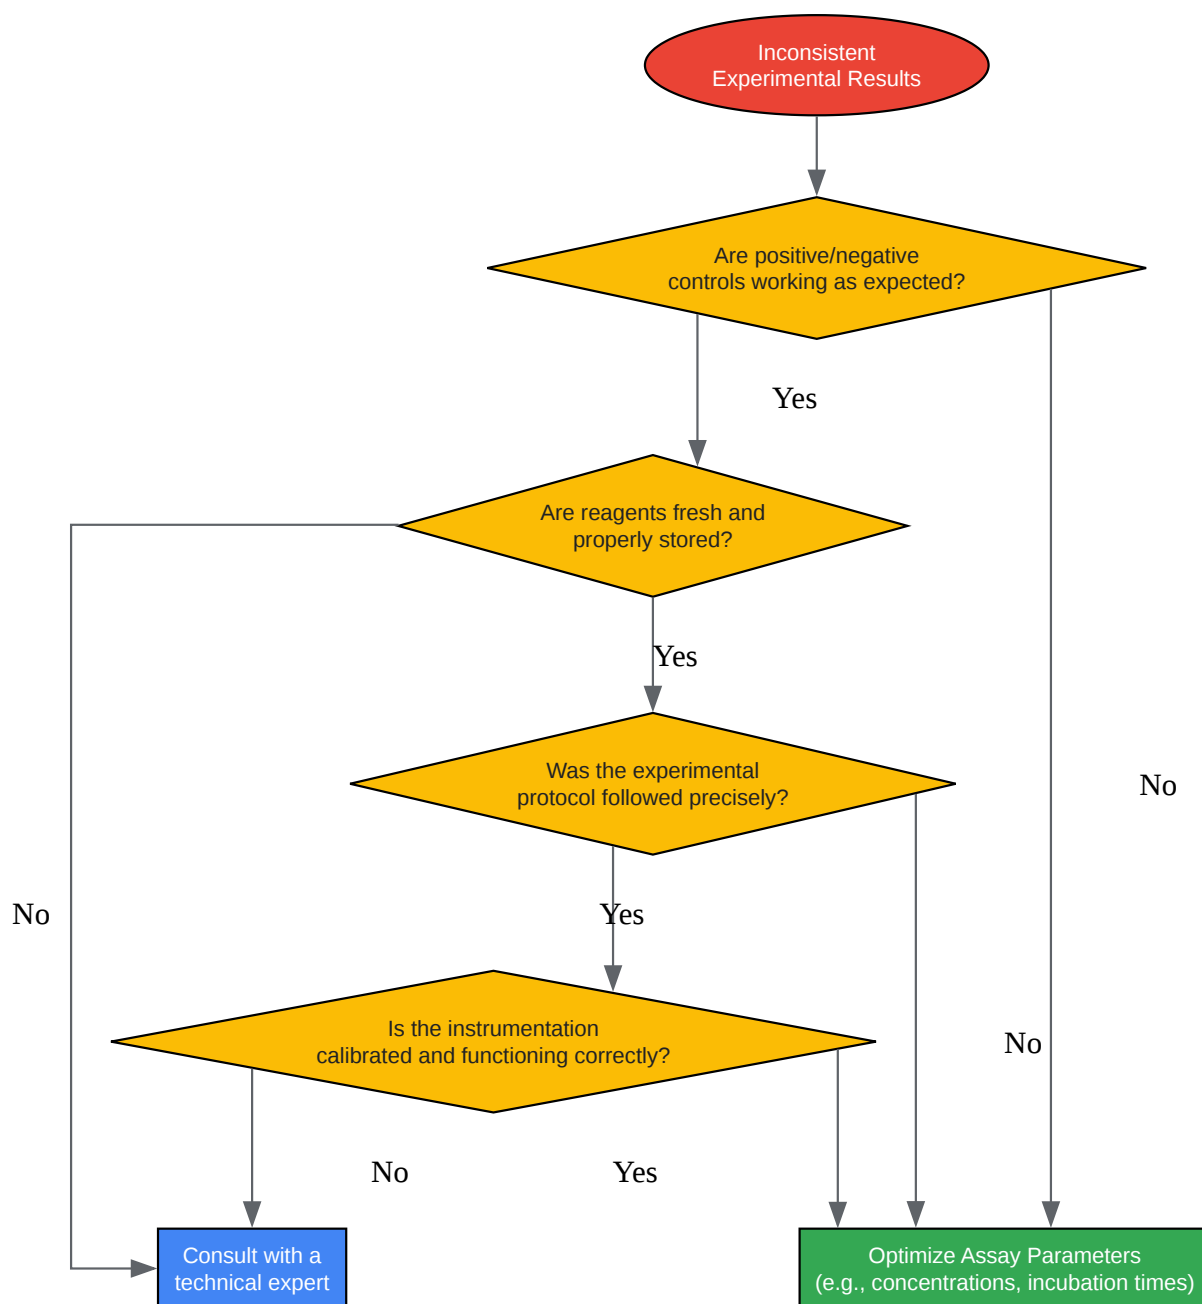 Inconsistent
Experimental Results
Are positive/negative
controls working as expected?
Yes
Are reagents fresh and
properly stored?
Yes
Was the experimental
protocol followed precisely?
No
No
Yes
Is the instrumentation
calibrated and functioning correctly?
No
No
Yes
Consult with a
technical expert
Optimize Assay Parameters
(e.g., concentrations, incubation times)